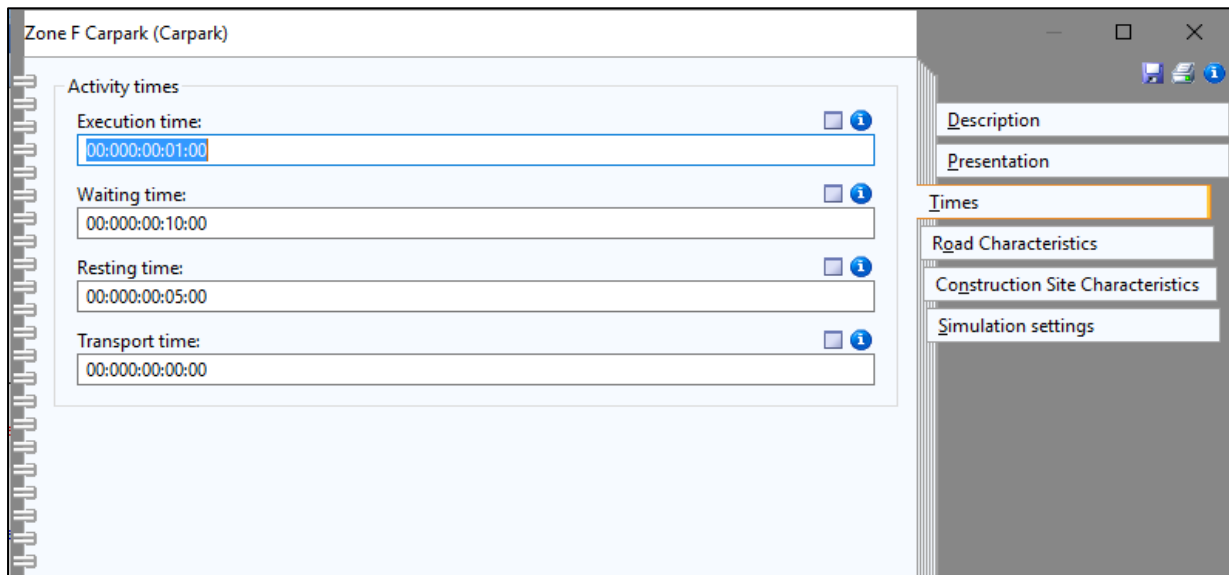 Zone F Carpark (Carpark)
Activity times
Execution time:
00:000:00:01:00
Waiting time:
00:000:00:10:00
Resting time:
00:000:00:05:00
Transport time:
00:000:00:00:00
Description
Presentation
Times
Road Characteristics
Construction Site Characteristics
Simulation settings